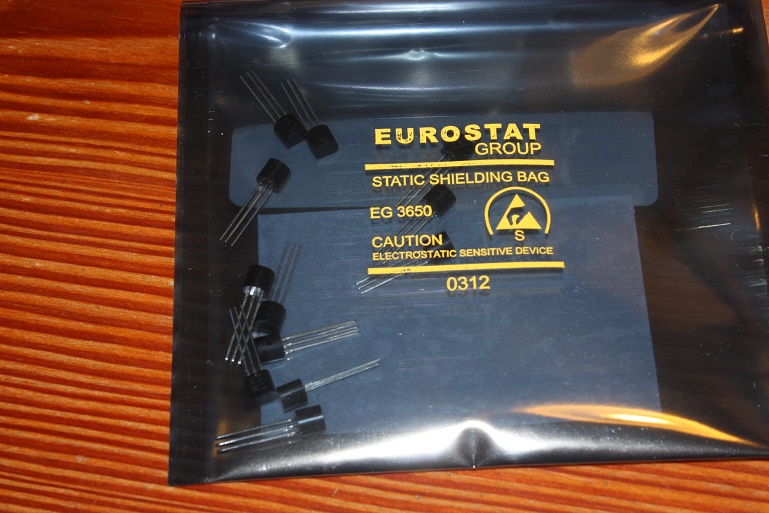 EUROSTAT
GROUP
STATIC SHIELDING BAG
EG 3650
S
CAUTION
ELECTROSTATIC SENSITIVE DEVICE
0312